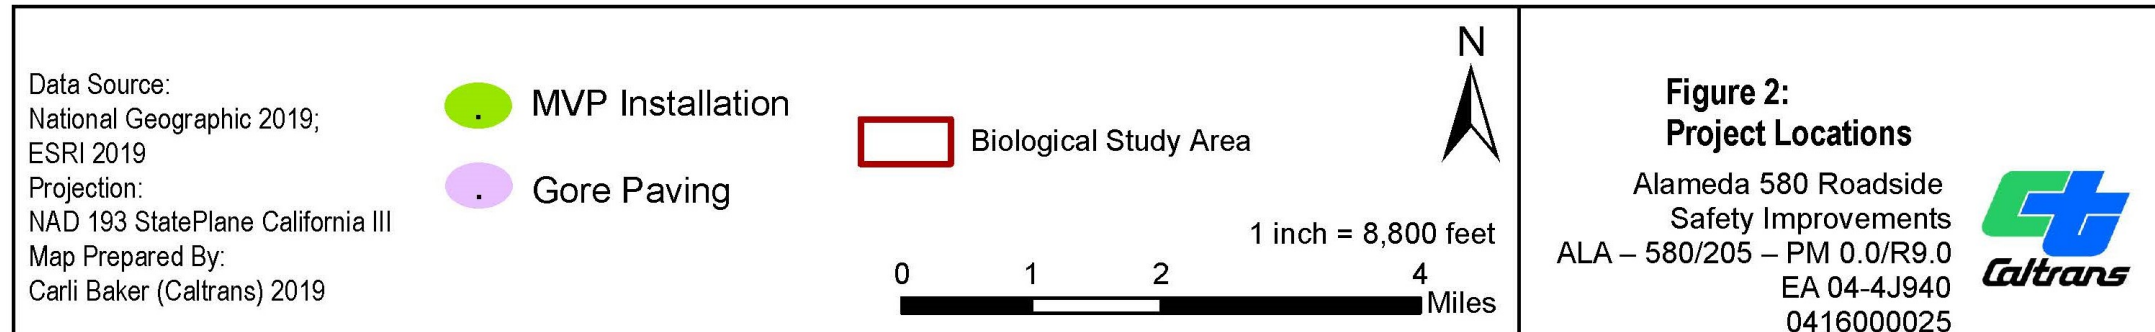 Data Source:
National Geographic 2019;
ESRI 2019
Projection:
NAD 193 StatePlane California III
Map Prepared By:
Carli Baker (Caltrans) 2019
MVP Installation
Gore Paving
Biological Study Area
N
1 inch = 8,800 feet
0 1 2 4
Miles
Figure 2:
Project Locations
Alameda 580 Roadside
Safety Improvements
ALA – 580/205 – PM 0.0/R9.0
EA 04-4J940
0416000025
Caltrans